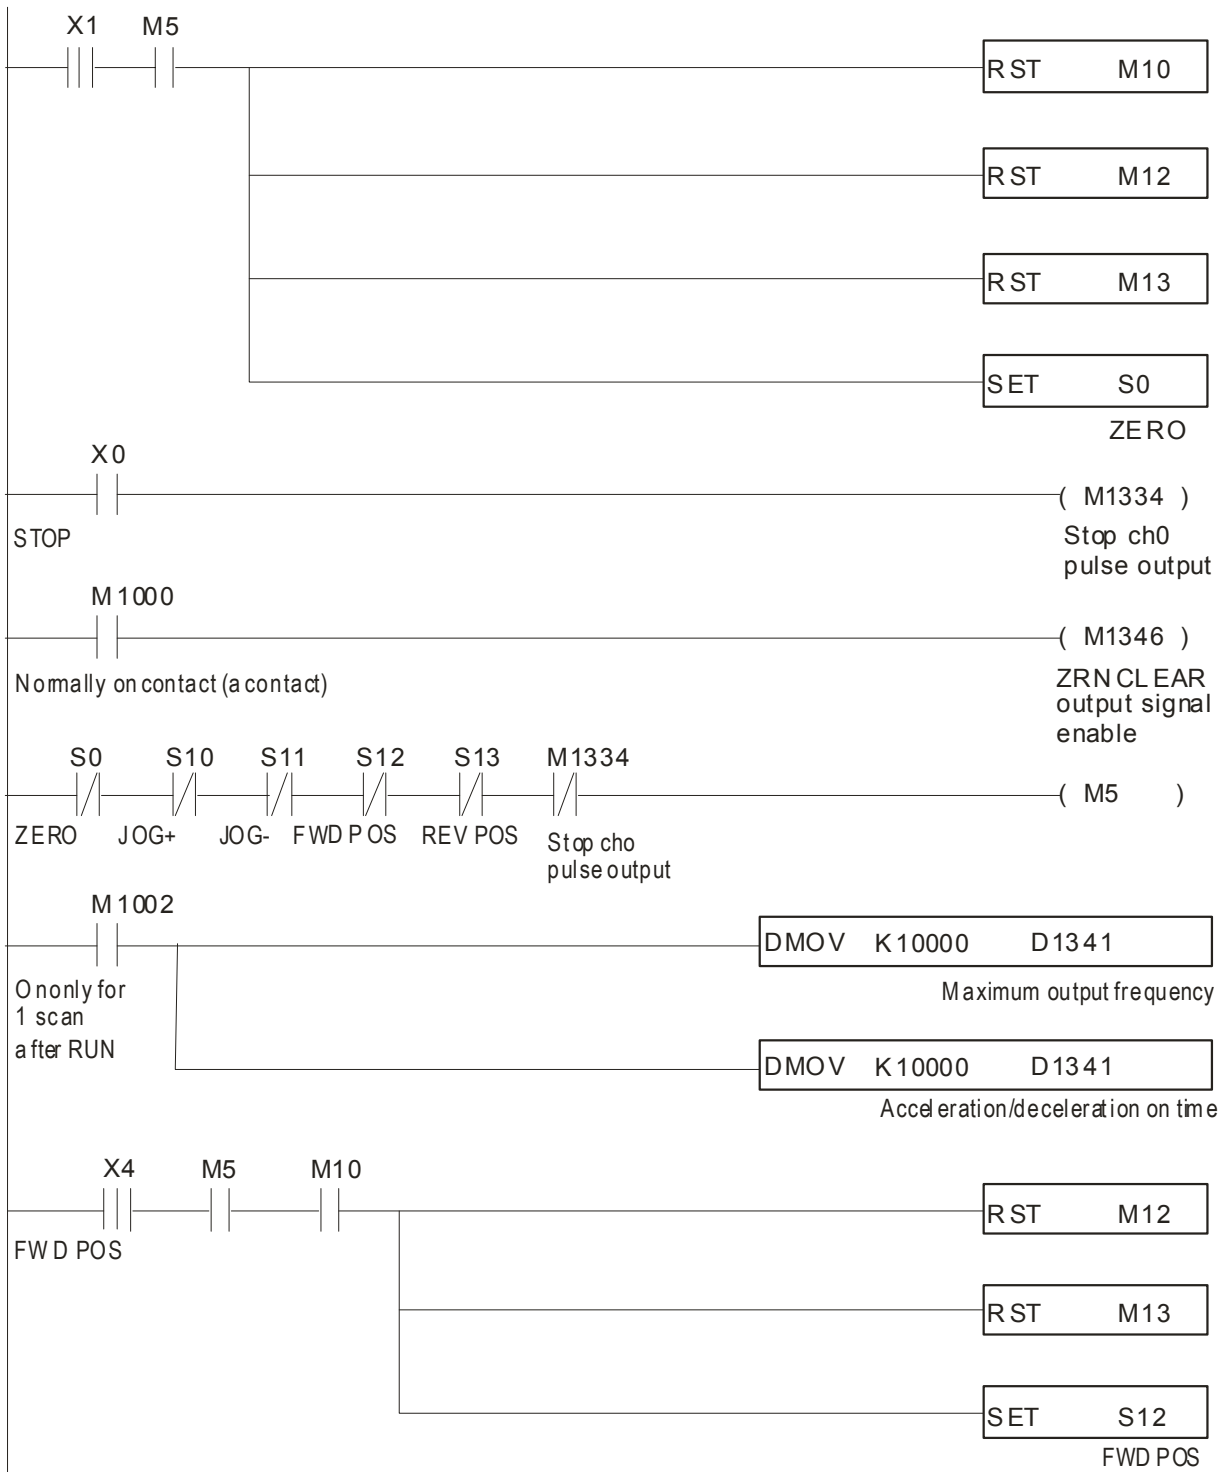 X1 M5
RST M10
RST M12
RST M13
SET S0
ZERO
X0
( M1334 )
STOP
Stop ch0
pulse output
M1000
( M1346 )
Normally on contact (a contact)
ZRN CLEAR
output signal
enable
S0 S10 S11 S12 S13 M1334
( M5 )
ZERO JOG+ JOG- FWD POS REV POS Stop cho
pulse output
M1002
DMOV K10000 D1341
On only for
1 scan
after RUN
Maximum output frequency
DMOV K10000 D1341
Acceleration/deceleration on time
X4 M5 M10
RST M12
FWD POS
RST M13
SET S12
FWD POS